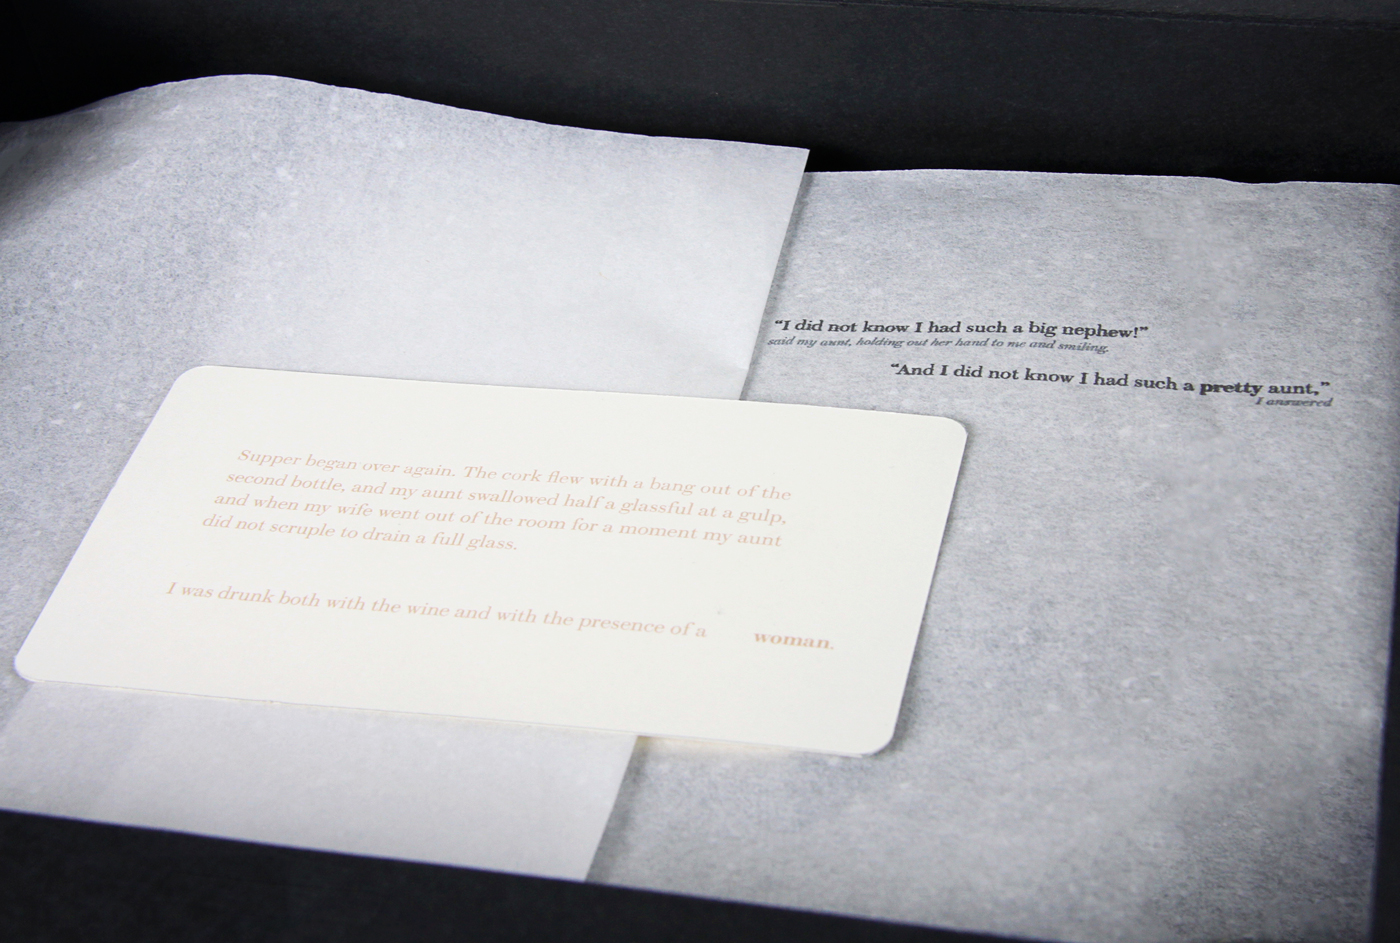 “I did not know I had such a big nephew!”
said my aunt, holding out her hand to me and smiling.
“And I did not know I had such a pretty aunt,”
I answered
Supper began over again. The cork flew with a bang out of the
second bottle, and my aunt swallowed half a glassful at a gulp,
and when my wife went out of the room for a moment my aunt
did not scruple to drain a full glass.
I was drunk both with the wine and with the presence of a woman.